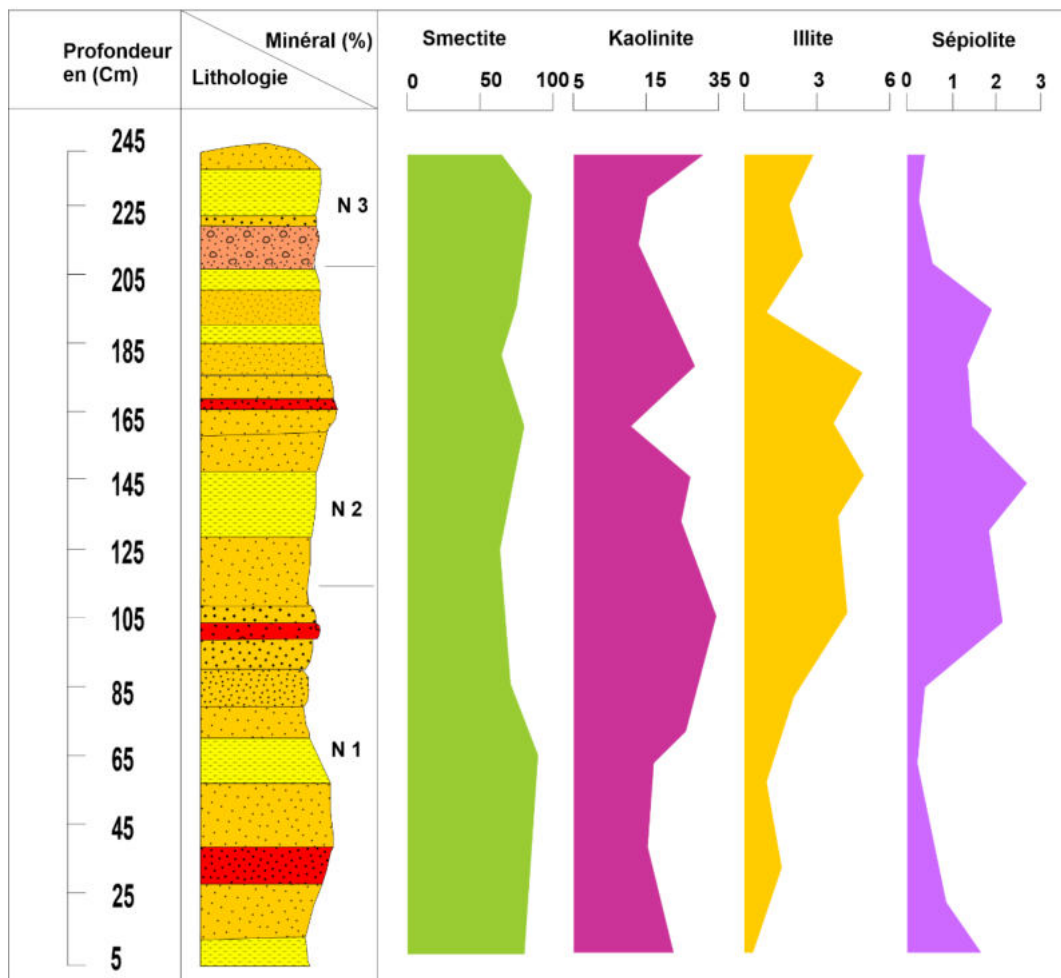 Profondeur
en (Cm)
Minéral (%)
Lithologie
Smectite
Kaolinite
Illite
Sépiolite
0 50 100
5 15 35
0 3 6
0 1 2 3
245
225
205
185
165
145
125
105
85
65
45
25
5
N 3
N 2
N 1